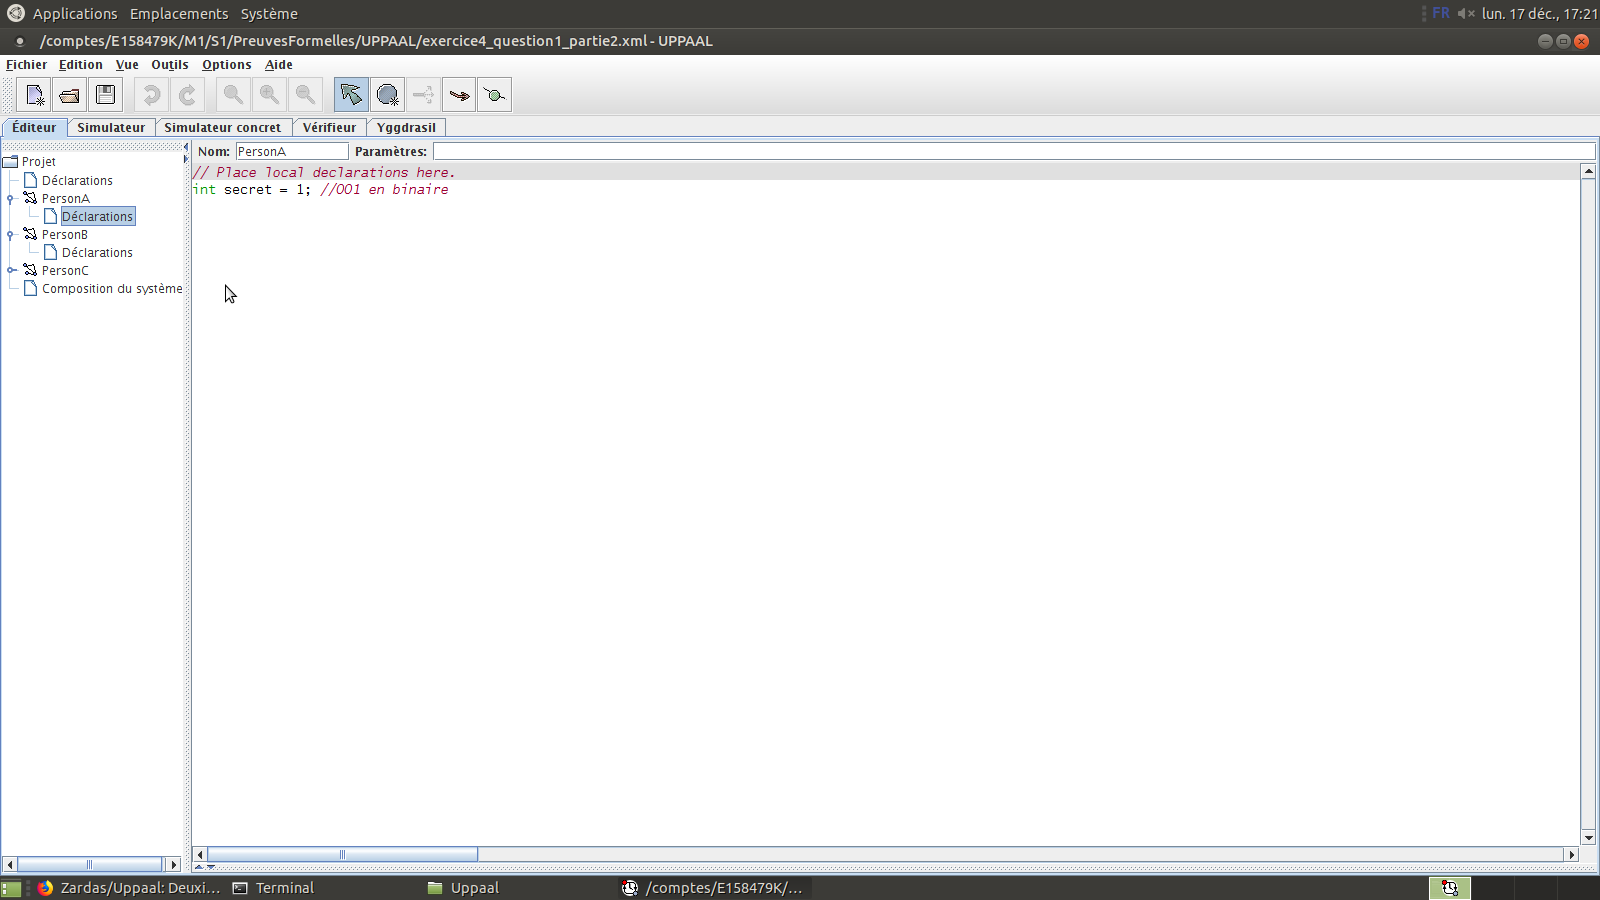 Applications Emplacements Système FR lun. 17 déc., 17:21
/comptes/E158479K/M1/S1/PreuvesFormelles/UPPAAL/exercice4_question1_partie2.xml - UPPAAL
Fichier Edition Vue Outils Options Aide
Éditeur Simulateur Simulateur concret Vérifieur Yggdrasil
Nom: PersonA Paramètres:
Projet
Déclarations
PersonA
Déclarations
PersonB
Déclarations
PersonC
Composition du système
// Place local declarations here.
int secret = 1; //001 en binaire
Zardas/Uppaal: Deuxi... Terminal Uppaal /comptes/E158479K/...